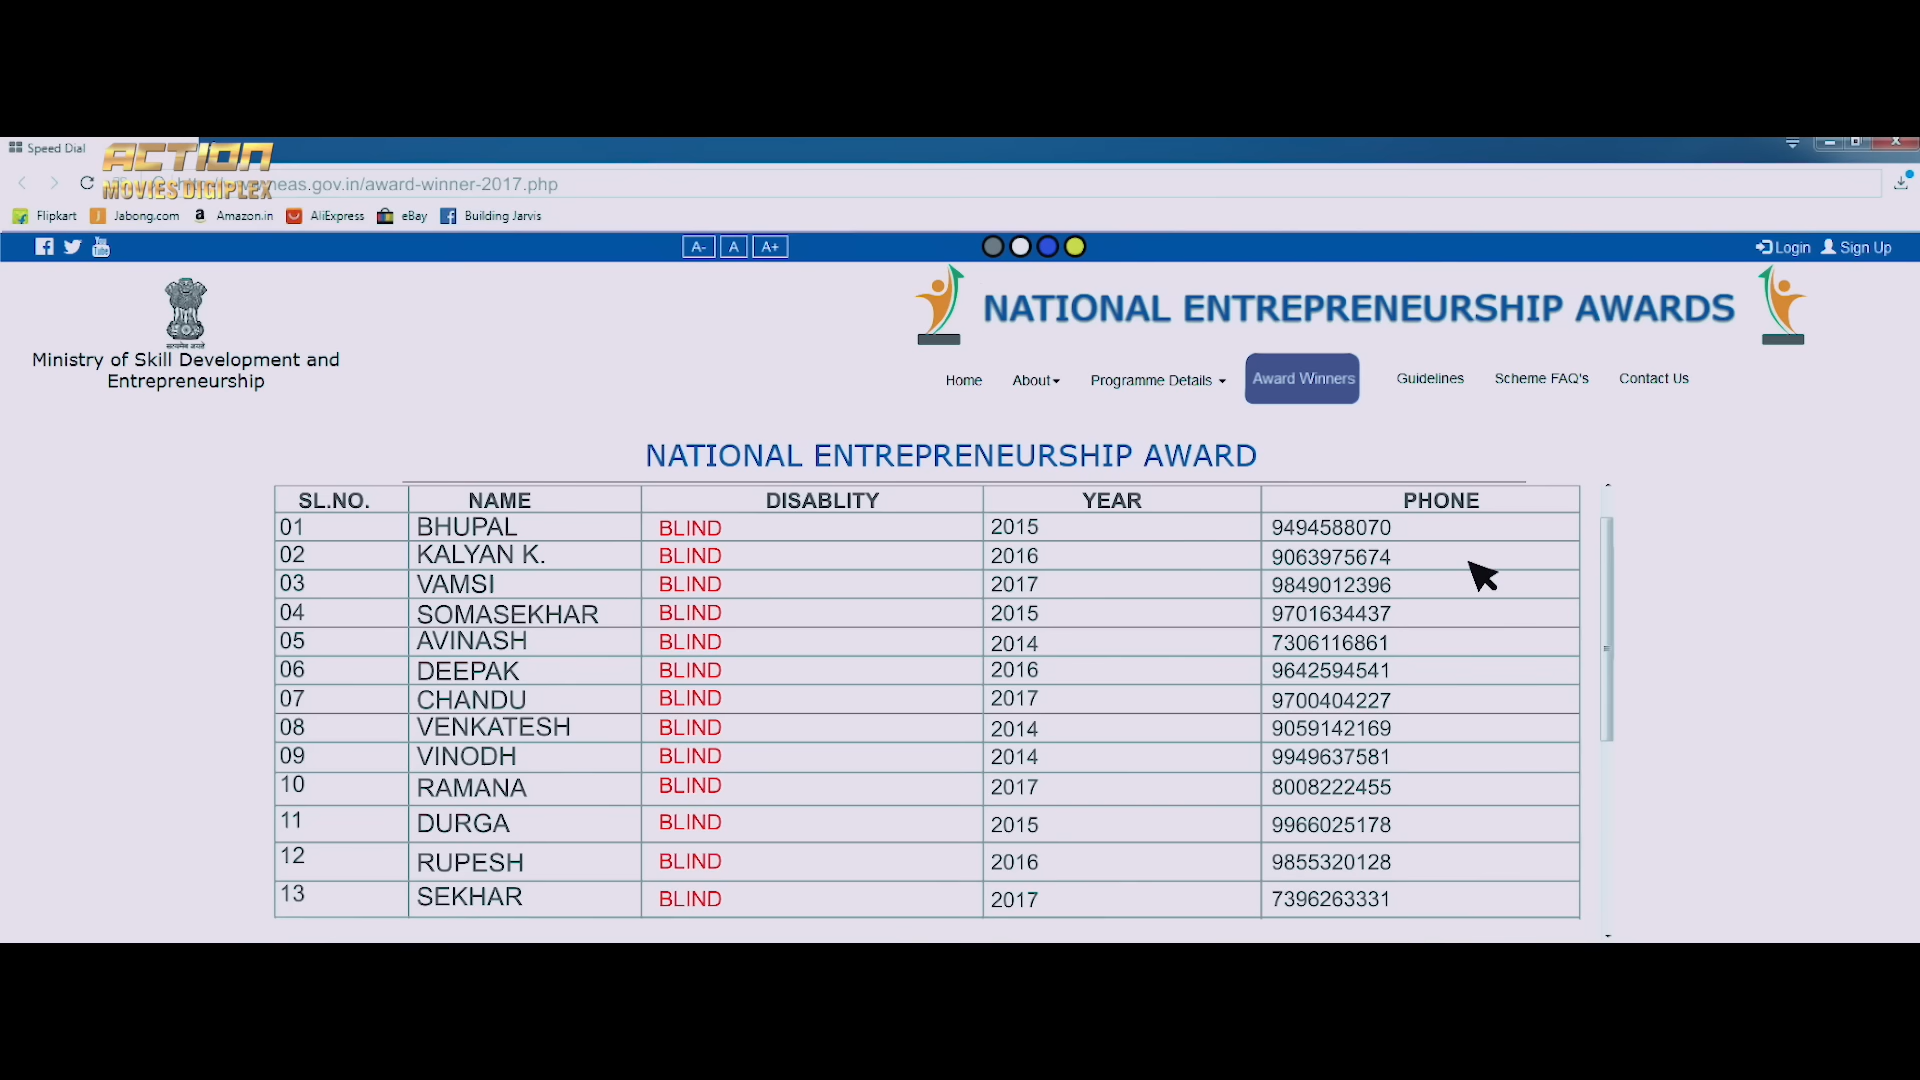 Speed Dial
ACTION
MOVIES DIGIPLEX
neas.gov.in/award-winner-2017.php
Flipkart Jabong.com Amazon.in AliExpress eBay Building Jarvis
A- A A+ Login Sign Up
NATIONAL ENTREPRENEURSHIP AWARDS
सत्यमेव जयते
Ministry of Skill Development and
Entrepreneurship
Home About Programme Details Award Winners Guidelines Scheme FAQ's Contact Us
NATIONAL ENTREPRENEURSHIP AWARD
SL.NO. NAME DISABLITY YEAR PHONE
01 BHUPAL BLIND 2015 9494588070
02 KALYAN K. BLIND 2016 9063975674
03 VAMSI BLIND 2017 9849012396
04 SOMASEKHAR BLIND 2015 9701634437
05 AVINASH BLIND 2014 7306116861
06 DEEPAK BLIND 2016 9642594541
07 CHANDU BLIND 2017 9700404227
08 VENKATESH BLIND 2014 9059142169
09 VINODH BLIND 2014 9949637581
10 RAMANA BLIND 2017 8008222455
11 DURGA BLIND 2015 9966025178
12 RUPESH BLIND 2016 9855320128
13 SEKHAR BLIND 2017 7396263331